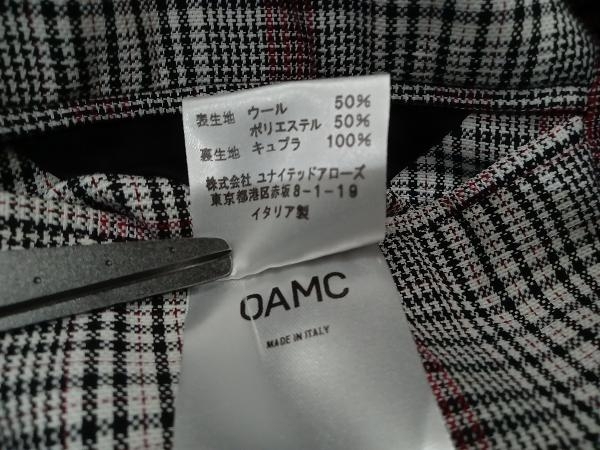 表生地 ウール 50%
ポリエステル 50%
裏生地 キュプラ 100%
株式会社 ユナイテッドアローズ
東京都港区赤坂8-1-19
イタリア製
OAMC
MADE IN ITALY